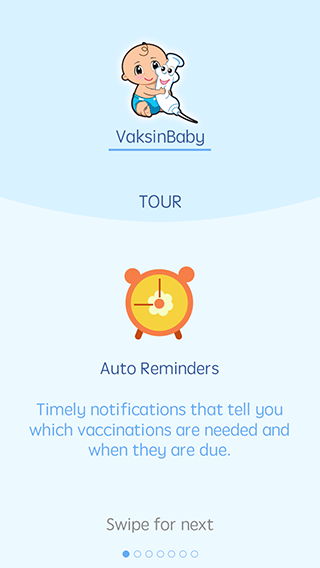 VaksinBaby
TOUR
Auto Reminders
Timely notifications that tell you
which vaccinations are needed and
when they are due.
Swipe for next